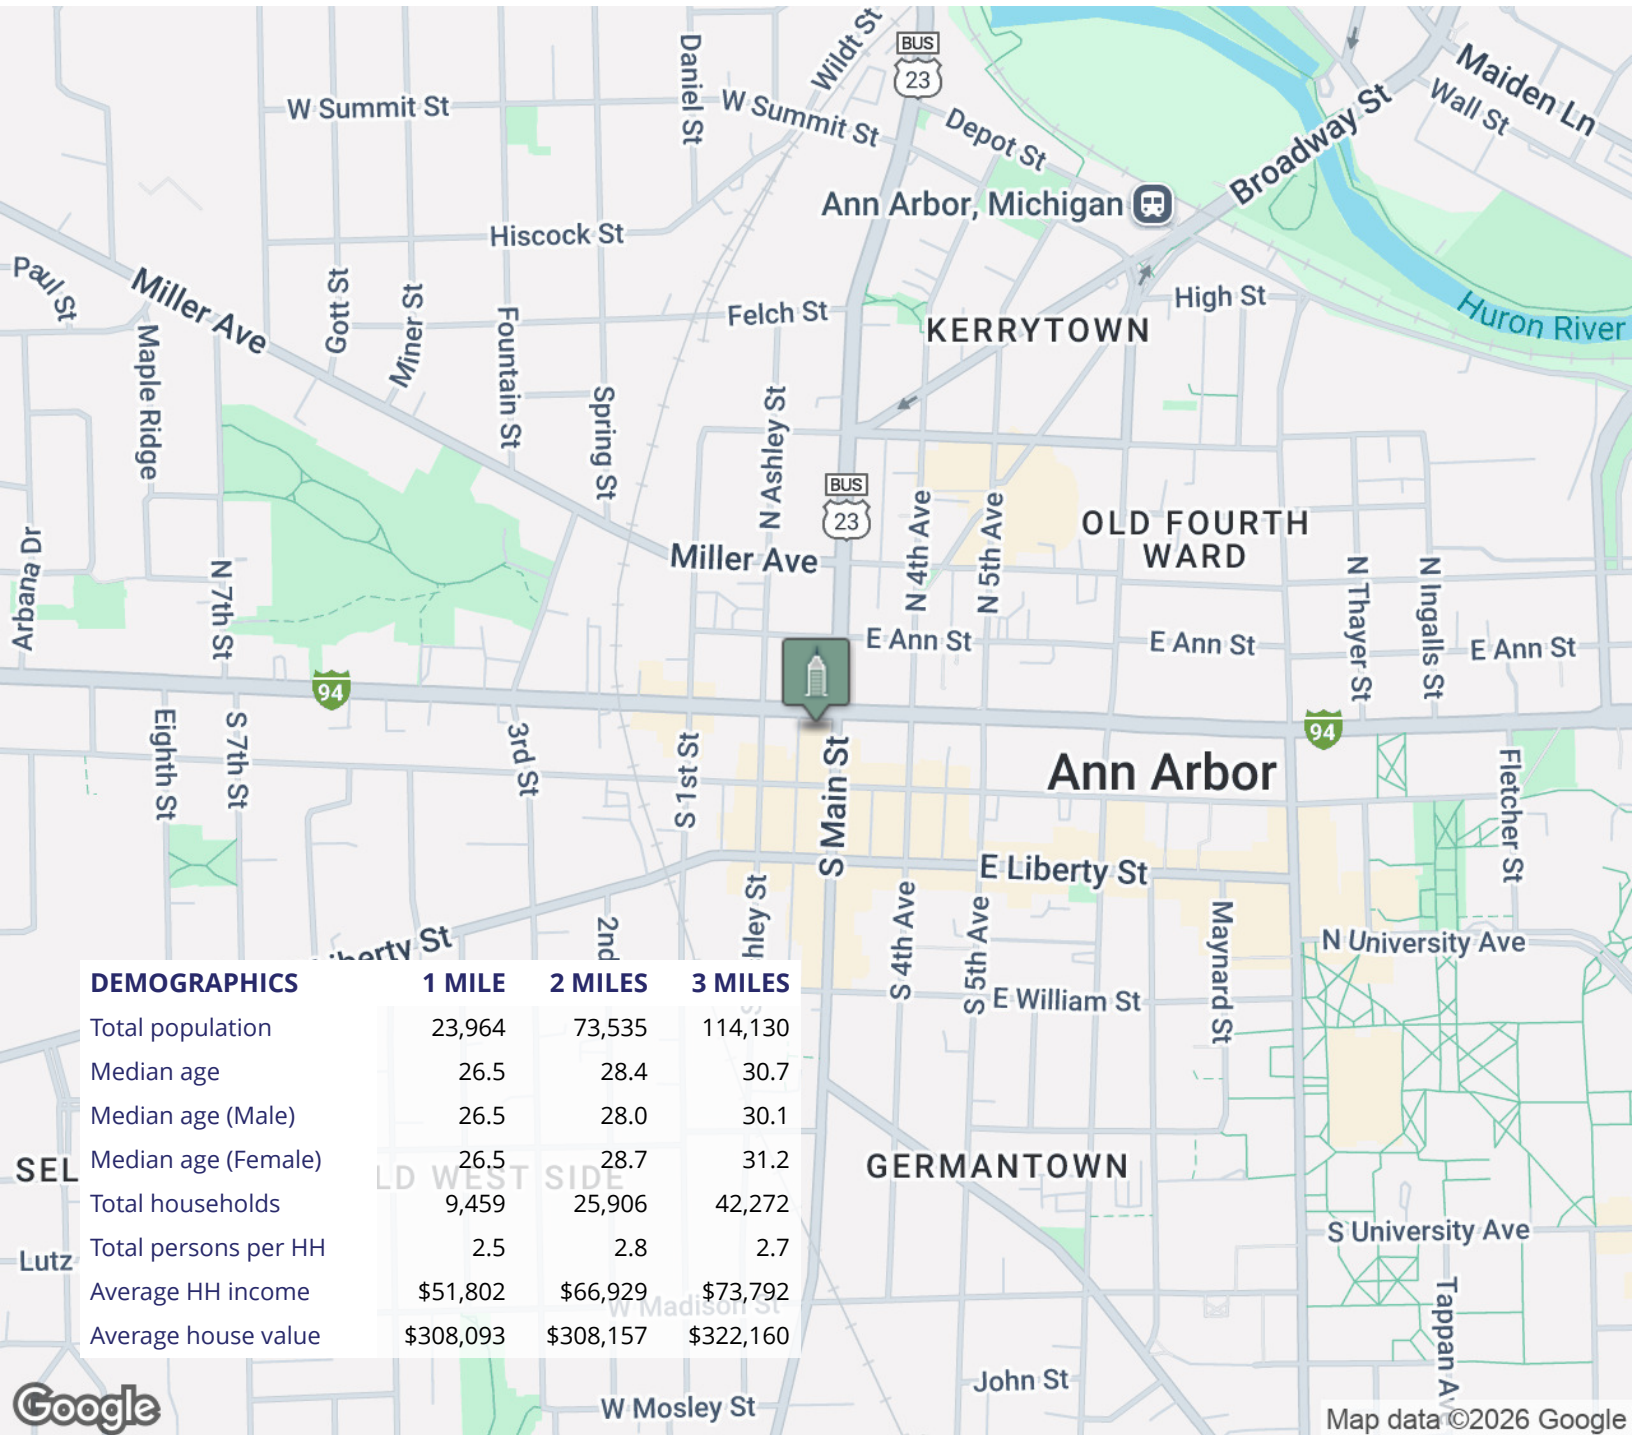 BUS
23
Daniel St
Wildt St
W Summit St
W Summit St
Depot St
Broadway St
Maiden Ln
Wall St
Ann Arbor, Michigan
Hiscock St
Paul St
Miller Ave
Gott St
Miner St
Fountain St
Felch St
High St
KERRYTOWN
Huron River
Maple Ridge
Spring St
N Ashley St
BUS
23
N 4th Ave
N 5th Ave
OLD FOURTH
WARD
Arbana Dr
N 7th St
Miller Ave
N Thayer St
N Ingalls St
E Ann St
E Ann St
E Ann St
94
94
Eighth St
S 7th St
3rd St
S 1st St
S Main St
Ann Arbor
Fletcher St
E Liberty St
iberty St
2nd
hley St
S 4th Ave
S 5th Ave
Maynard St
N University Ave
E William St
DEMOGRAPHICS 1 MILE 2 MILES 3 MILES
Total population 23,964 73,535 114,130
Median age 26.5 28.4 30.7
Median age (Male) 26.5 28.0 30.1
Median age (Female) 26.5 28.7 31.2
Total households 9,459 25,906 42,272
Total persons per HH 2.5 2.8 2.7
Average HH income $51,802 $66,929 $73,792
Average house value $308,093 $308,157 $322,160
SEL
LD WEST SIDE
GERMANTOWN
Lutz
S University Ave
W Madison St
Tappan Ave
John St
W Mosley St
Google
Map data ©2026 Google